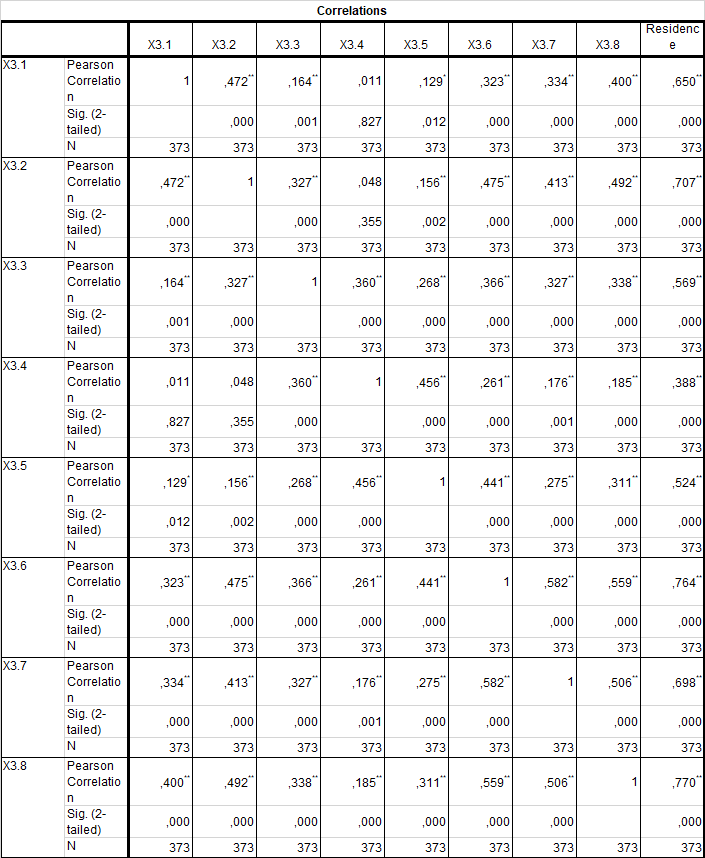 Correlations
X3.1 X3.2 X3.3 X3.4 X3.5 X3.6 X3.7 X3.8 Residenc
e
X3.1 Pearson
Correlatio
n 1 ,472** ,164** ,011 ,129* ,323** ,334** ,400** ,650**
Sig. (2-
tailed) ,000 ,001 ,827 ,012 ,000 ,000 ,000 ,000
N 373 373 373 373 373 373 373 373 373
X3.2 Pearson
Correlatio
n ,472** 1 ,327** ,048 ,156** ,475** ,413** ,492** ,707**
Sig. (2-
tailed) ,000 ,000 ,355 ,002 ,000 ,000 ,000 ,000
N 373 373 373 373 373 373 373 373 373
X3.3 Pearson
Correlatio
n ,164** ,327** 1 ,360** ,268** ,366** ,327** ,338** ,569**
Sig. (2-
tailed) ,001 ,000 ,000 ,000 ,000 ,000 ,000 ,000
N 373 373 373 373 373 373 373 373 373
X3.4 Pearson
Correlatio
n ,011 ,048 ,360** 1 ,456** ,261** ,176** ,185** ,388**
Sig. (2-
tailed) ,827 ,355 ,000 ,000 ,000 ,001 ,000 ,000
N 373 373 373 373 373 373 373 373 373
X3.5 Pearson
Correlatio
n ,129* ,156** ,268** ,456** 1 ,441** ,275** ,311** ,524**
Sig. (2-
tailed) ,012 ,002 ,000 ,000 ,000 ,000 ,000 ,000
N 373 373 373 373 373 373 373 373 373
X3.6 Pearson
Correlatio
n ,323** ,475** ,366** ,261** ,441** 1 ,582** ,559** ,764**
Sig. (2-
tailed) ,000 ,000 ,000 ,000 ,000 ,000 ,000 ,000
N 373 373 373 373 373 373 373 373 373
X3.7 Pearson
Correlatio
n ,334** ,413** ,327** ,176** ,275** ,582** 1 ,506** ,698**
Sig. (2-
tailed) ,000 ,000 ,000 ,001 ,000 ,000 ,000 ,000
N 373 373 373 373 373 373 373 373 373
X3.8 Pearson
Correlatio
n ,400** ,492** ,338** ,185** ,311** ,559** ,506** 1 ,770**
Sig. (2-
tailed) ,000 ,000 ,000 ,000 ,000 ,000 ,000 ,000
N 373 373 373 373 373 373 373 373 373